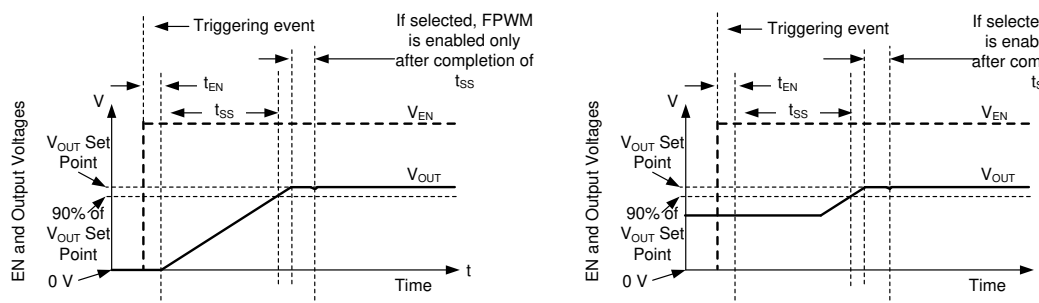 Triggering event
If selected, FPWM
is enabled only
after completion of
tSS
tEN
V
tSS
VEN
VOUT Set
Point
VOUT
90% of
VOUT Set
Point
0 V
t
Time
EN and Output Voltages
Triggering event
If selecte
is enab
after com
tEN
V
tSS
VEN
VOUT Set
Point
VOUT
90% of
VOUT Set
Point
0 V
Time
EN and Output Voltages